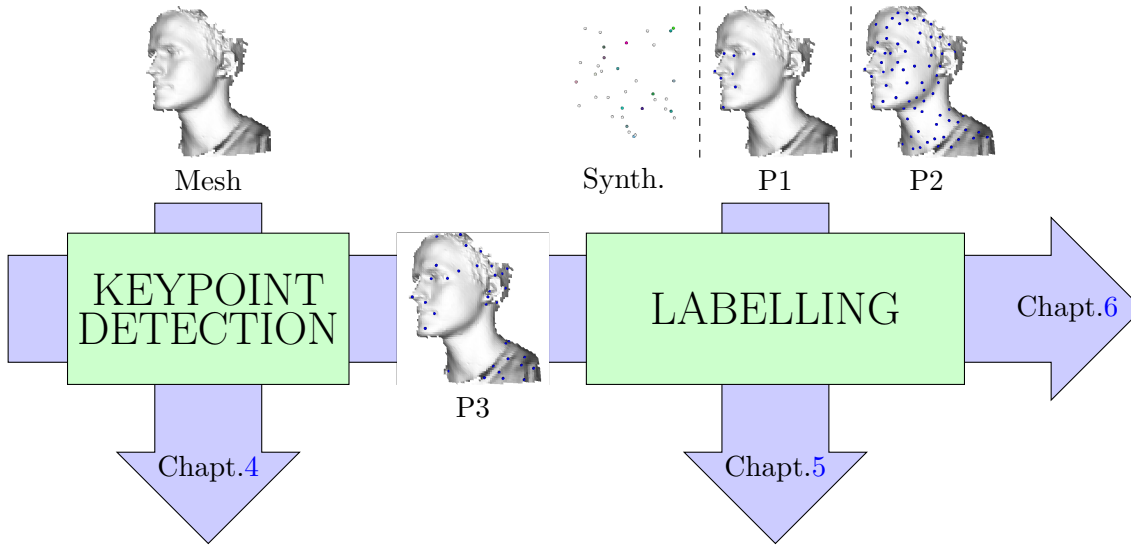 Mesh
Synth.
P1
P2
KEYPOINT
DETECTION
P3
LABELLING
Chapt.6
Chapt.4
Chapt.5